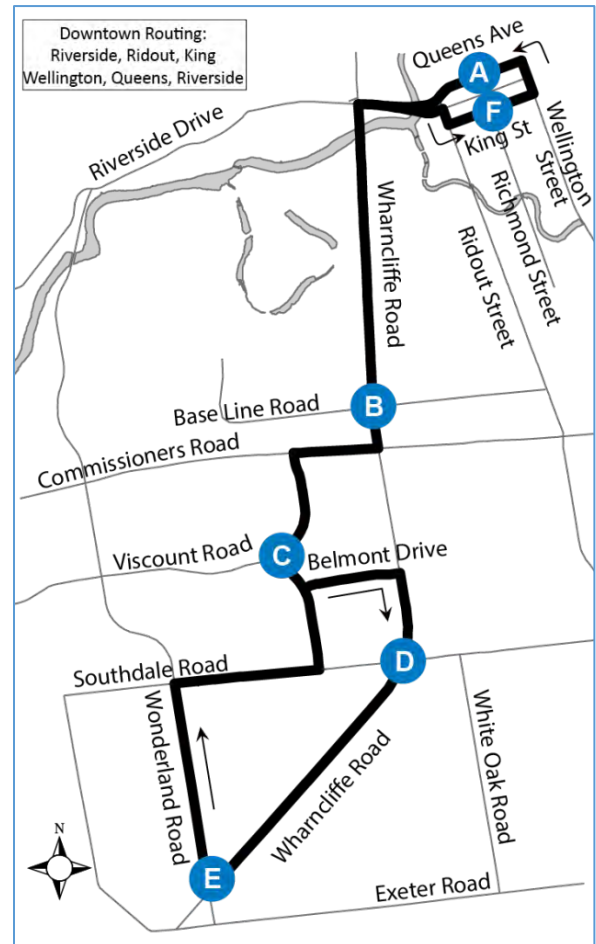 Downtown Routing:
Riverside, Ridout, King
Wellington, Queens, Riverside
Queens Ave
A
F
King St
Wellington
Street
Riverside Drive
Wharncliffe Road
Ridout Street
Richmond Street
Base Line Road
B
Commissioners Road
Viscount Road
C
Belmont Drive
Southdale Road
D
Wonderland Road
Wharncliffe Road
White Oak Road
N
E
Exeter Road